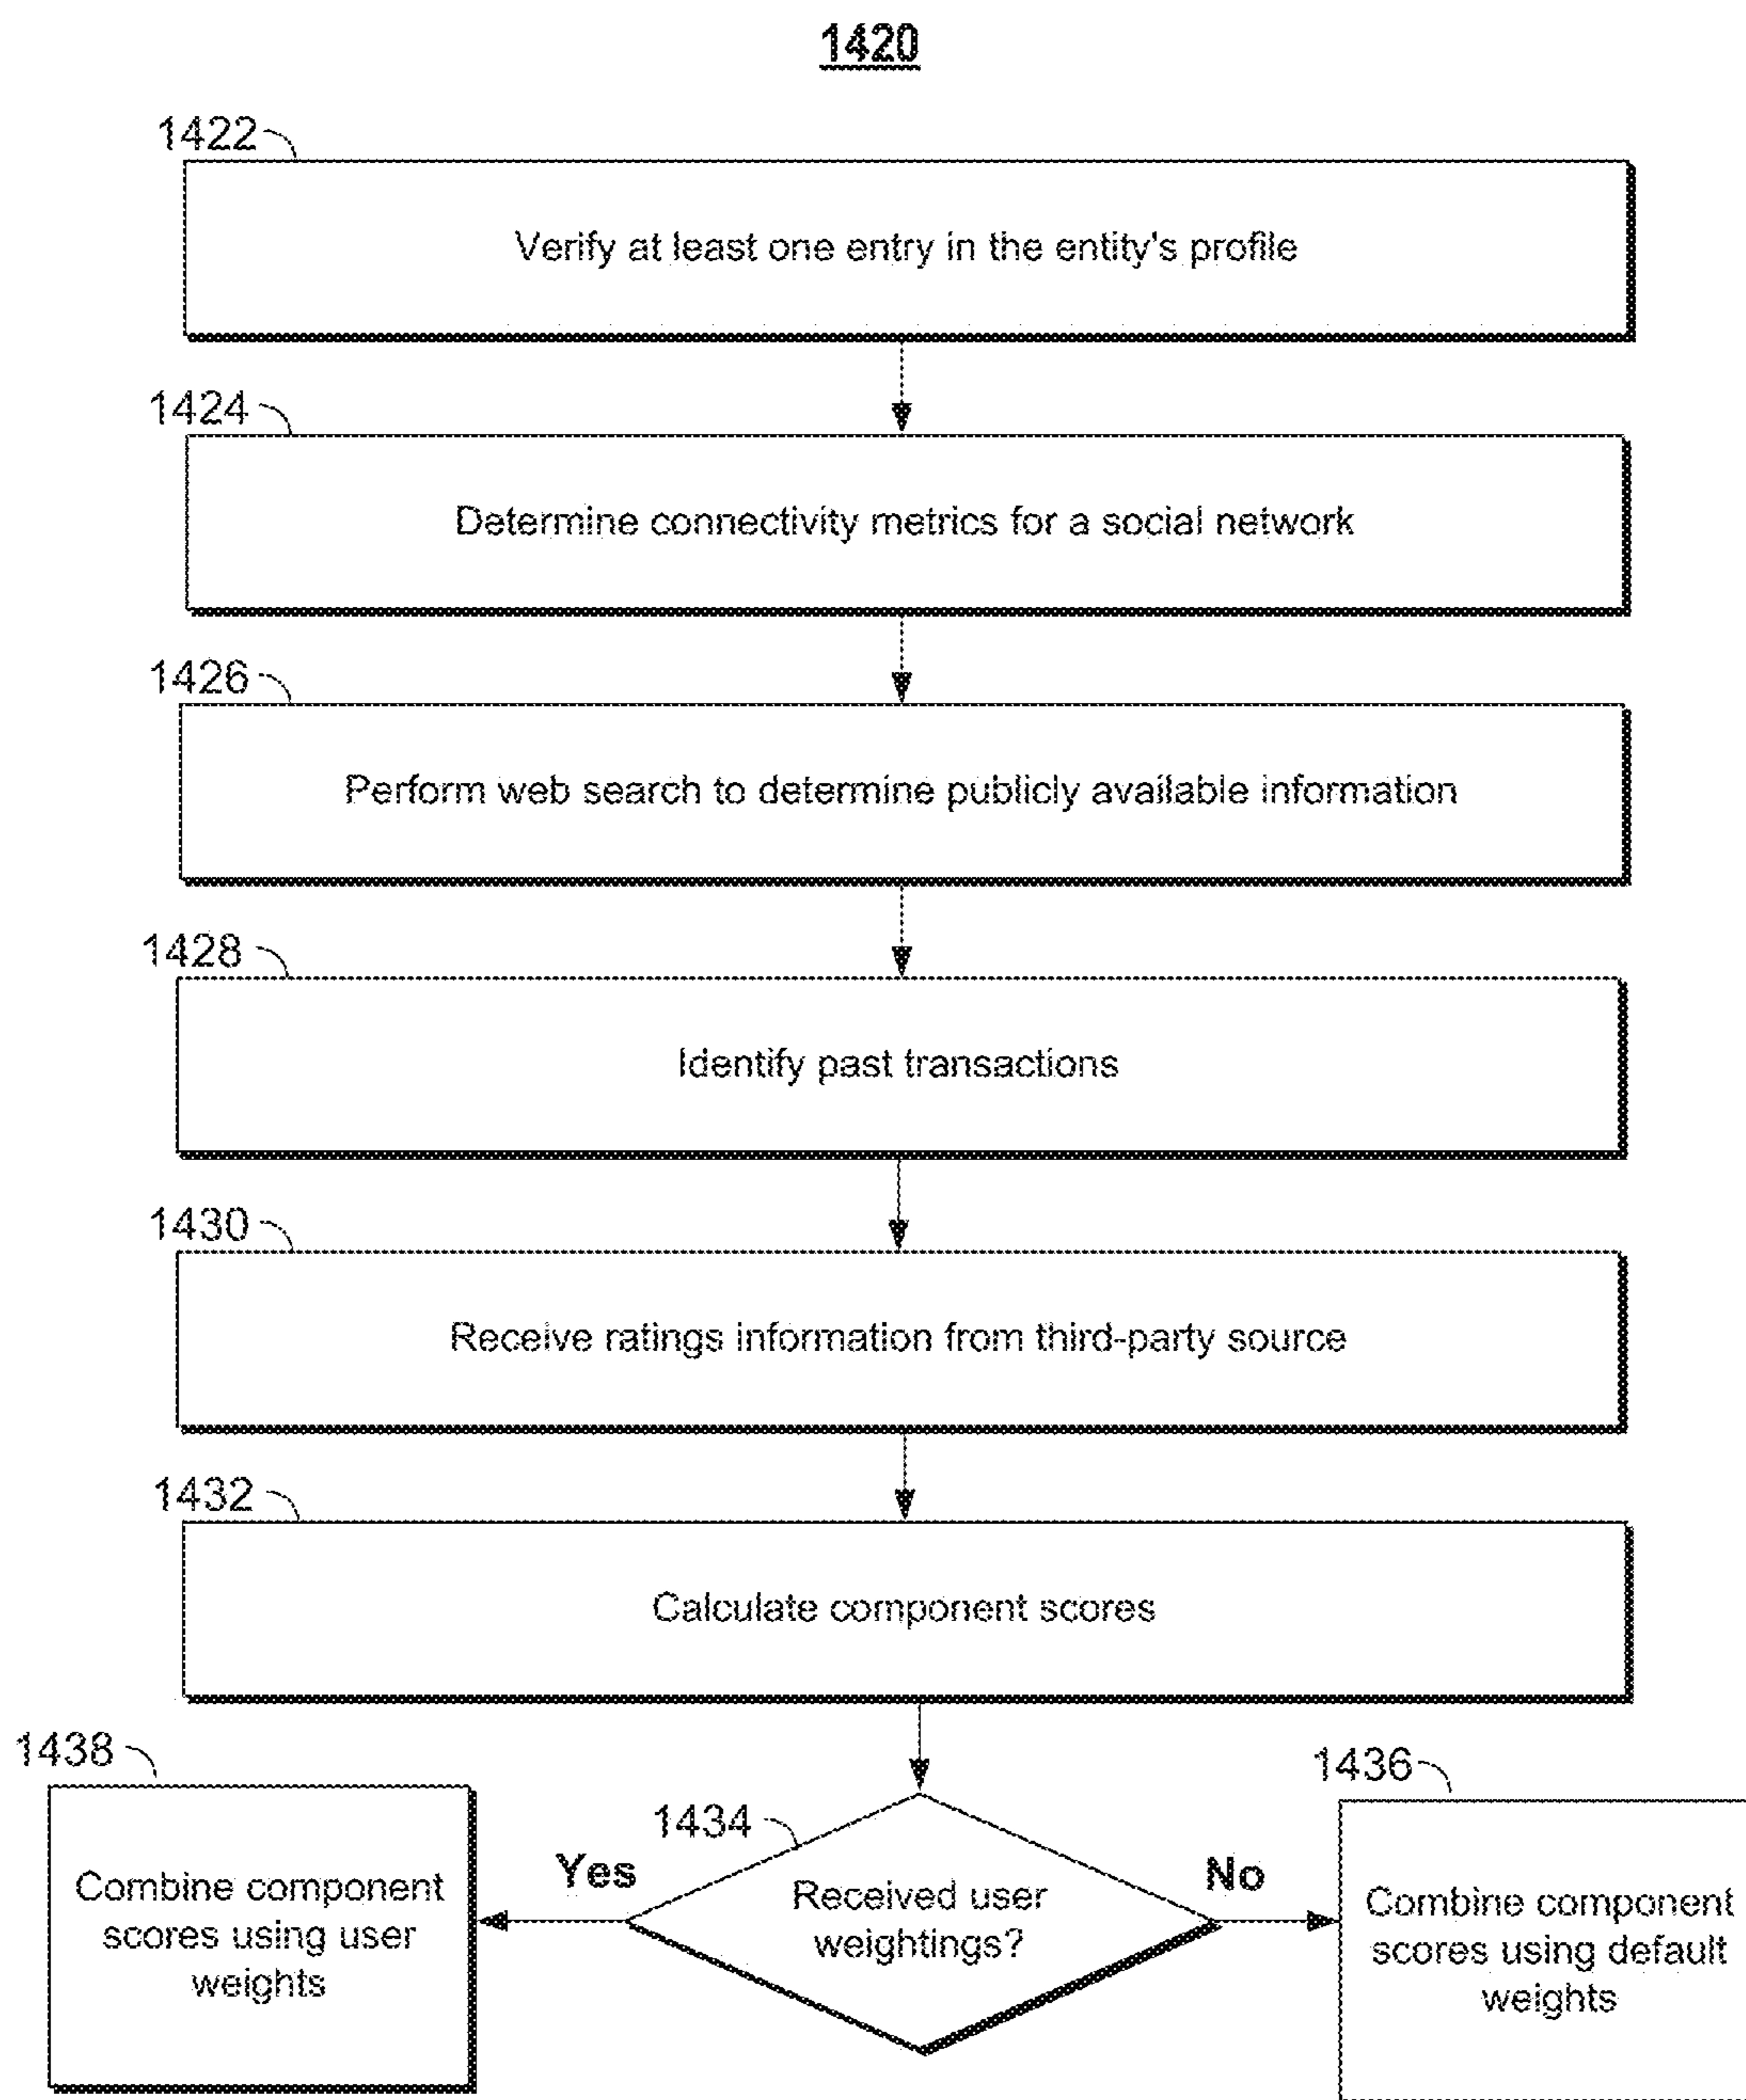 1420
1422
Verify at least one entry in the entity's profile
1424
Determine connectivity metrics for a social network
1426
Perform web search to determine publicly available information
1428
Identify past transactions
1430
Receive ratings information from third-party source
1432
Calculate component scores
1438
1436
1434
Yes
No
Combine component
scores using user
weights
Received user
weightings?
Combine component
scores using default
weights